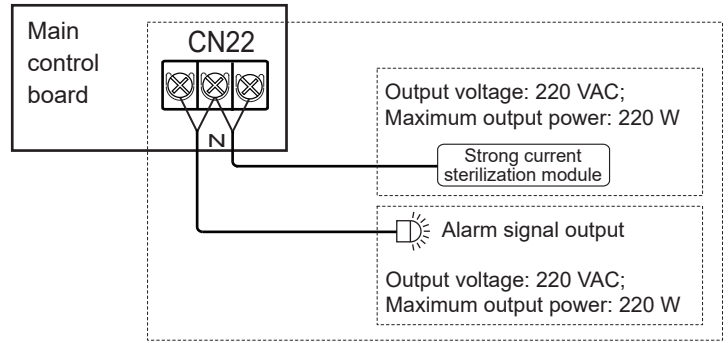 Main
control
board
CN22
N
Output voltage: 220 VAC;
Maximum output power: 220 W
Strong current
sterilization module
Alarm signal output
Output voltage: 220 VAC;
Maximum output power: 220 W